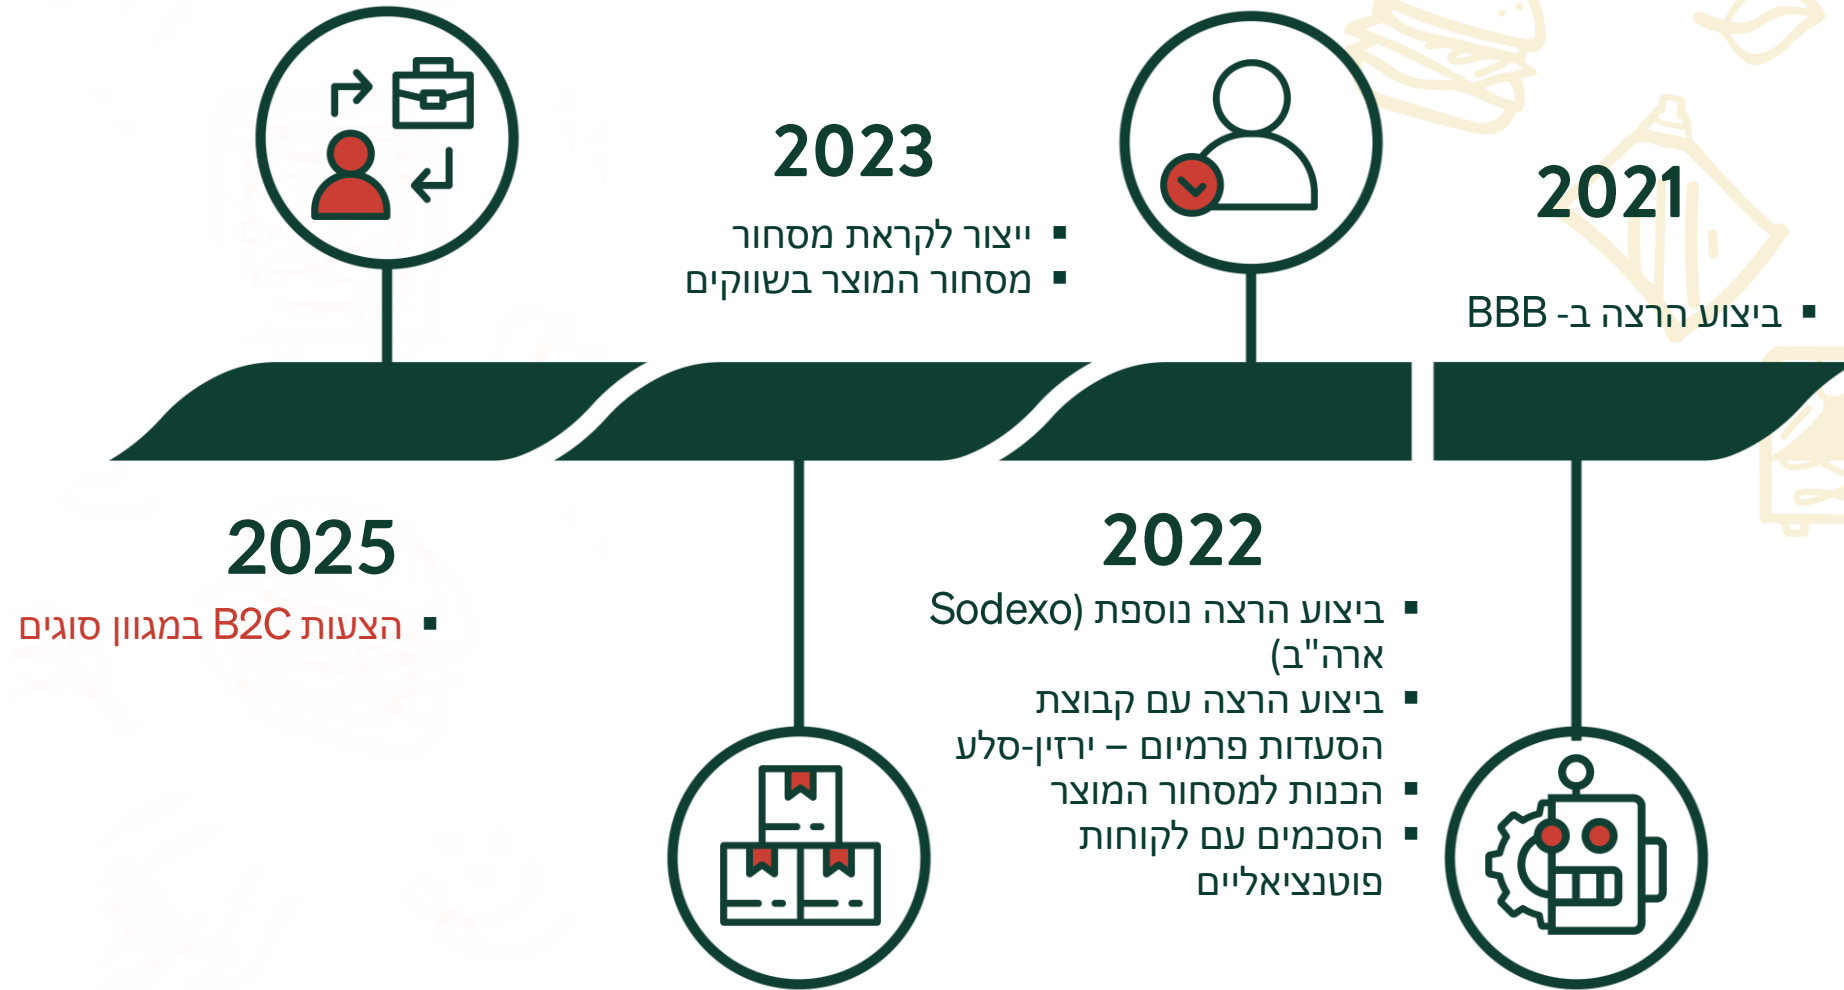 2021
▪ ביצוע הרצה ב- BBB
2022
▪ ביצוע הרצה נוספת (Sodexo
ארה"ב)
▪ ביצוע הרצה עם קבוצת
הסעדות פרמיום – ירזין-סלע
▪ הכנות למסחור המוצר
▪ הסכמים עם לקוחות
פוטנציאליים
2023
▪ ייצור לקראת מסחור
▪ מסחור המוצר בשווקים
2025
▪ הצעות B2C במגוון סוגים